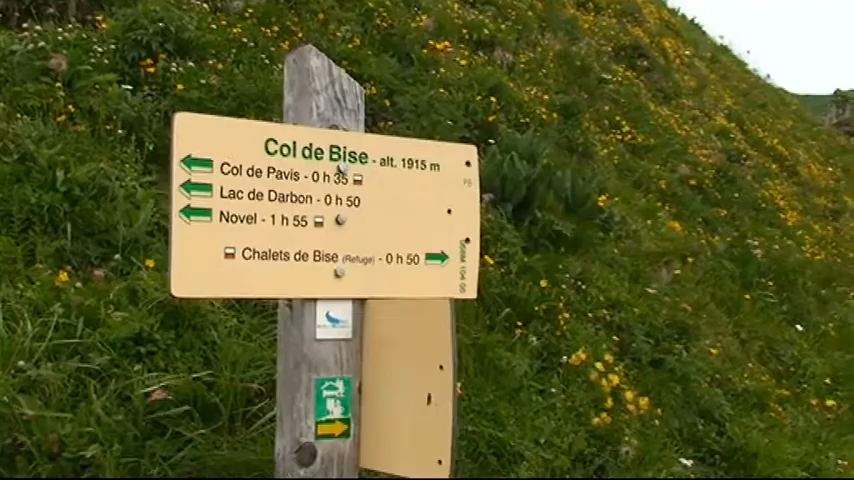 Col de Bise - alt. 1915 m
Col de Pavis - 0 h 35
Lac de Darbon - 0 h 50
Novel - 1 h 55
Chalets de Bise (Refuge) - 0 h 50